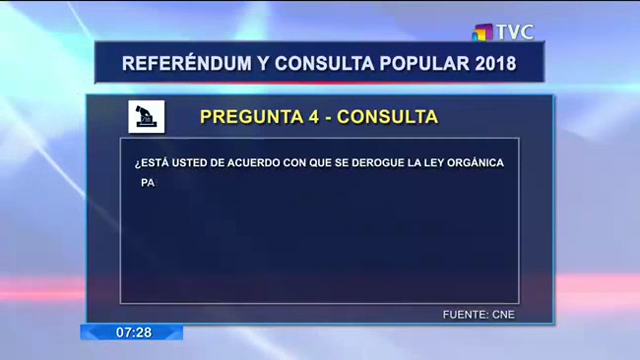 TVC
REFERÉNDUM Y CONSULTA POPULAR 2018
PREGUNTA 4 - CONSULTA
¿ESTÁ USTED DE ACUERDO CON QUE SE DEROGUE LA LEY ORGÁNICA
PA
FUENTE: CNE
07:28